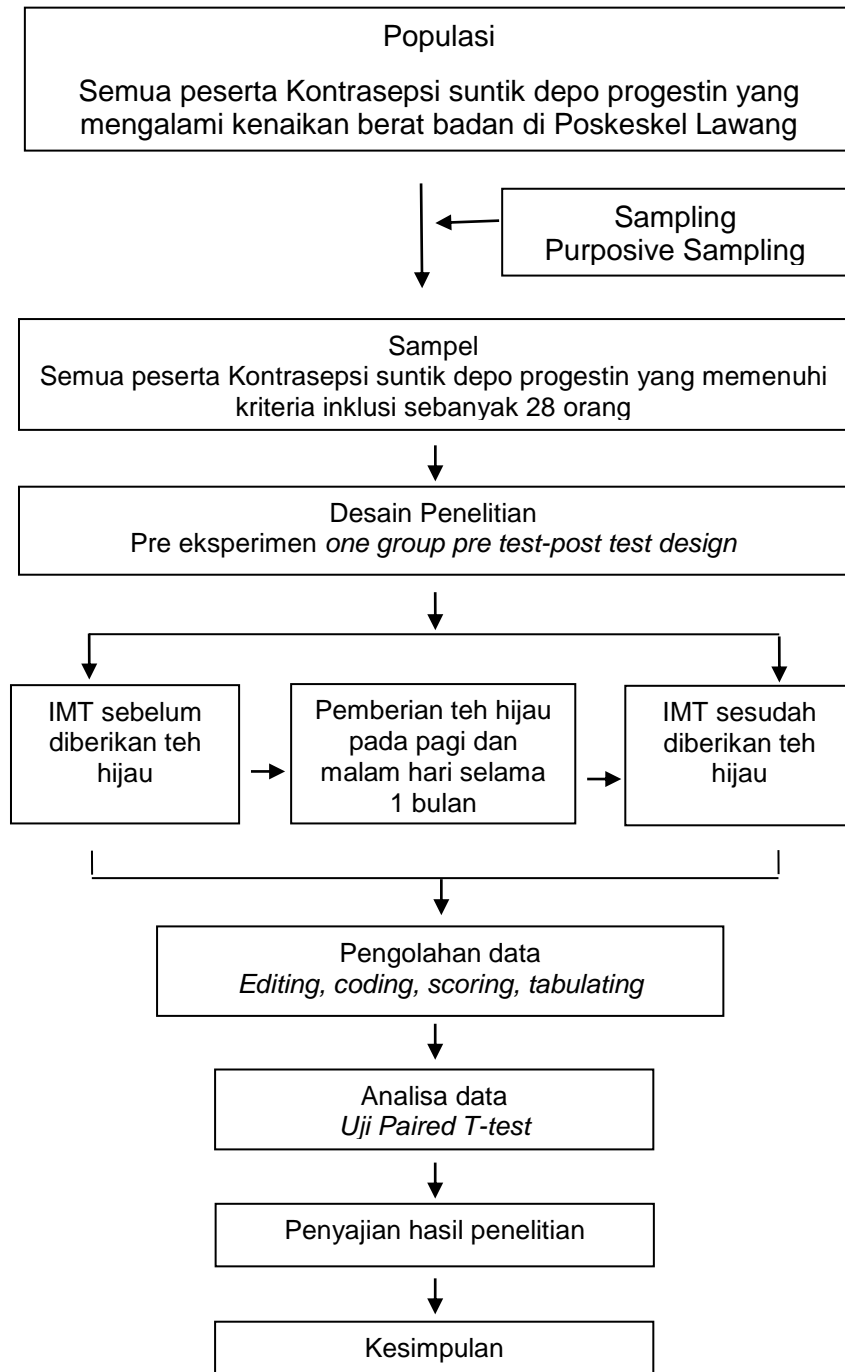 Populasi
Semua peserta Kontrasepsi suntik depo progestin yang
mengalami kenaikan berat badan di Poskeskel Lawang
Sampling
Purposive Sampling
Sampel
Semua peserta Kontrasepsi suntik depo progestin yang memenuhi
kriteria inklusi sebanyak 28 orang
Desain Penelitian
Pre eksperimen one group pre test-post test design
IMT sebelum
diberikan teh
hijau
Pemberian teh hijau
pada pagi dan
malam hari selama
1 bulan
IMT sesudah
diberikan teh
hijau
Pengolahan data
Editing, coding, scoring, tabulating
Analisa data
Uji Paired T-test
Penyajian hasil penelitian
Kesimpulan